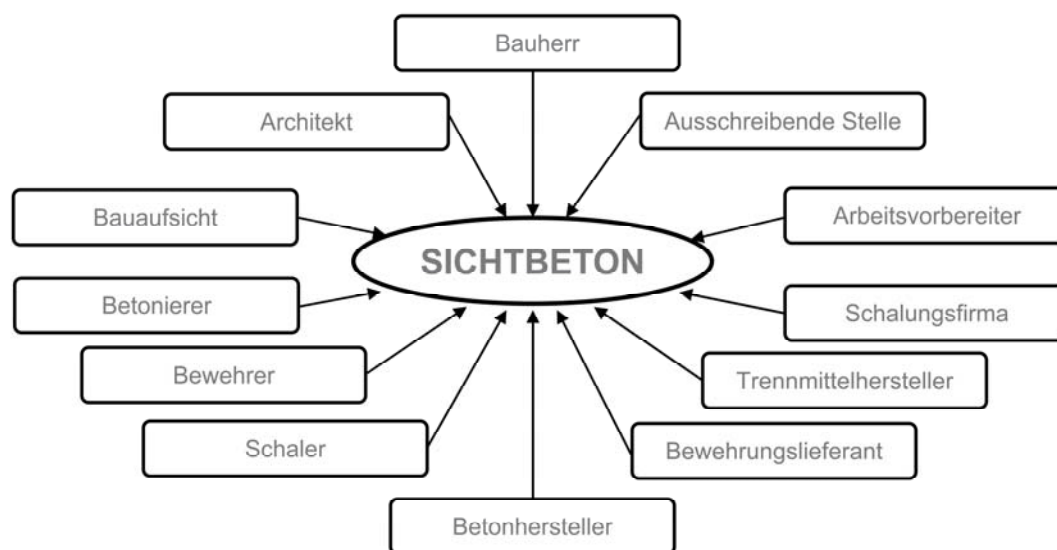 Bauherr
Architekt
Ausschreibende Stelle
Bauaufsicht
Arbeitsvorbereiter
SICHTBETON
Betonierer
Schalungsfirma
Bewehrer
Trennmittelhersteller
Schaler
Bewehrungslieferant
Betonhersteller